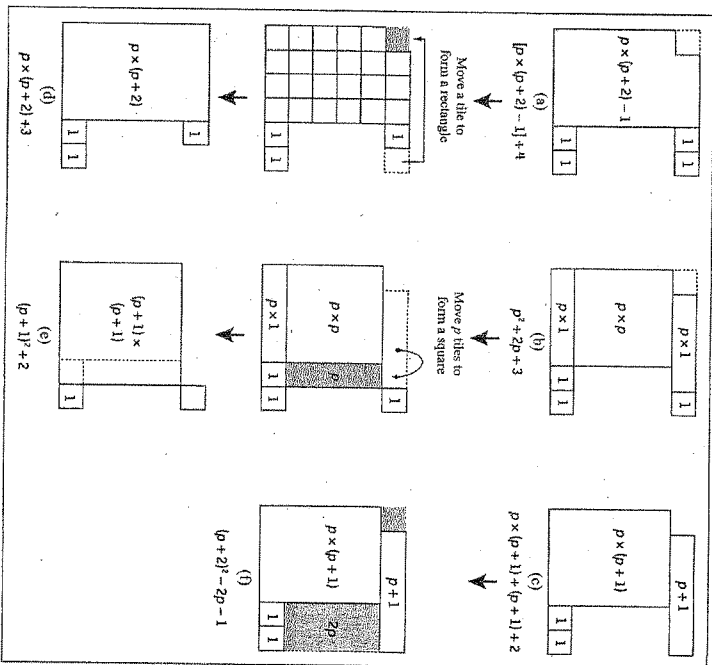 1 1
p × (p + 2) − 1
1 1
(a)
[p × (p + 2) − 1] + 4
Move a tile to
form a rectangle
1
1 1
1
p × (p + 2)
1 1
(d)
p × (p + 2) + 3
p × 1 1
p × p
p × 1 1 1
(b)
p² + 2p + 3
Move p tiles to
form a square
1
p × p p
p × 1 1 1
(p + 1) ×
(p + 1)
1
(e)
(p + 1)² + 2
p + 1
p × (p + 1)
1 1
(c)
p × (p + 1) + (p + 1) + 2
p + 1
p × (p + 1) 2p
1 1
(f)
(p + 2)² − 2p − 1